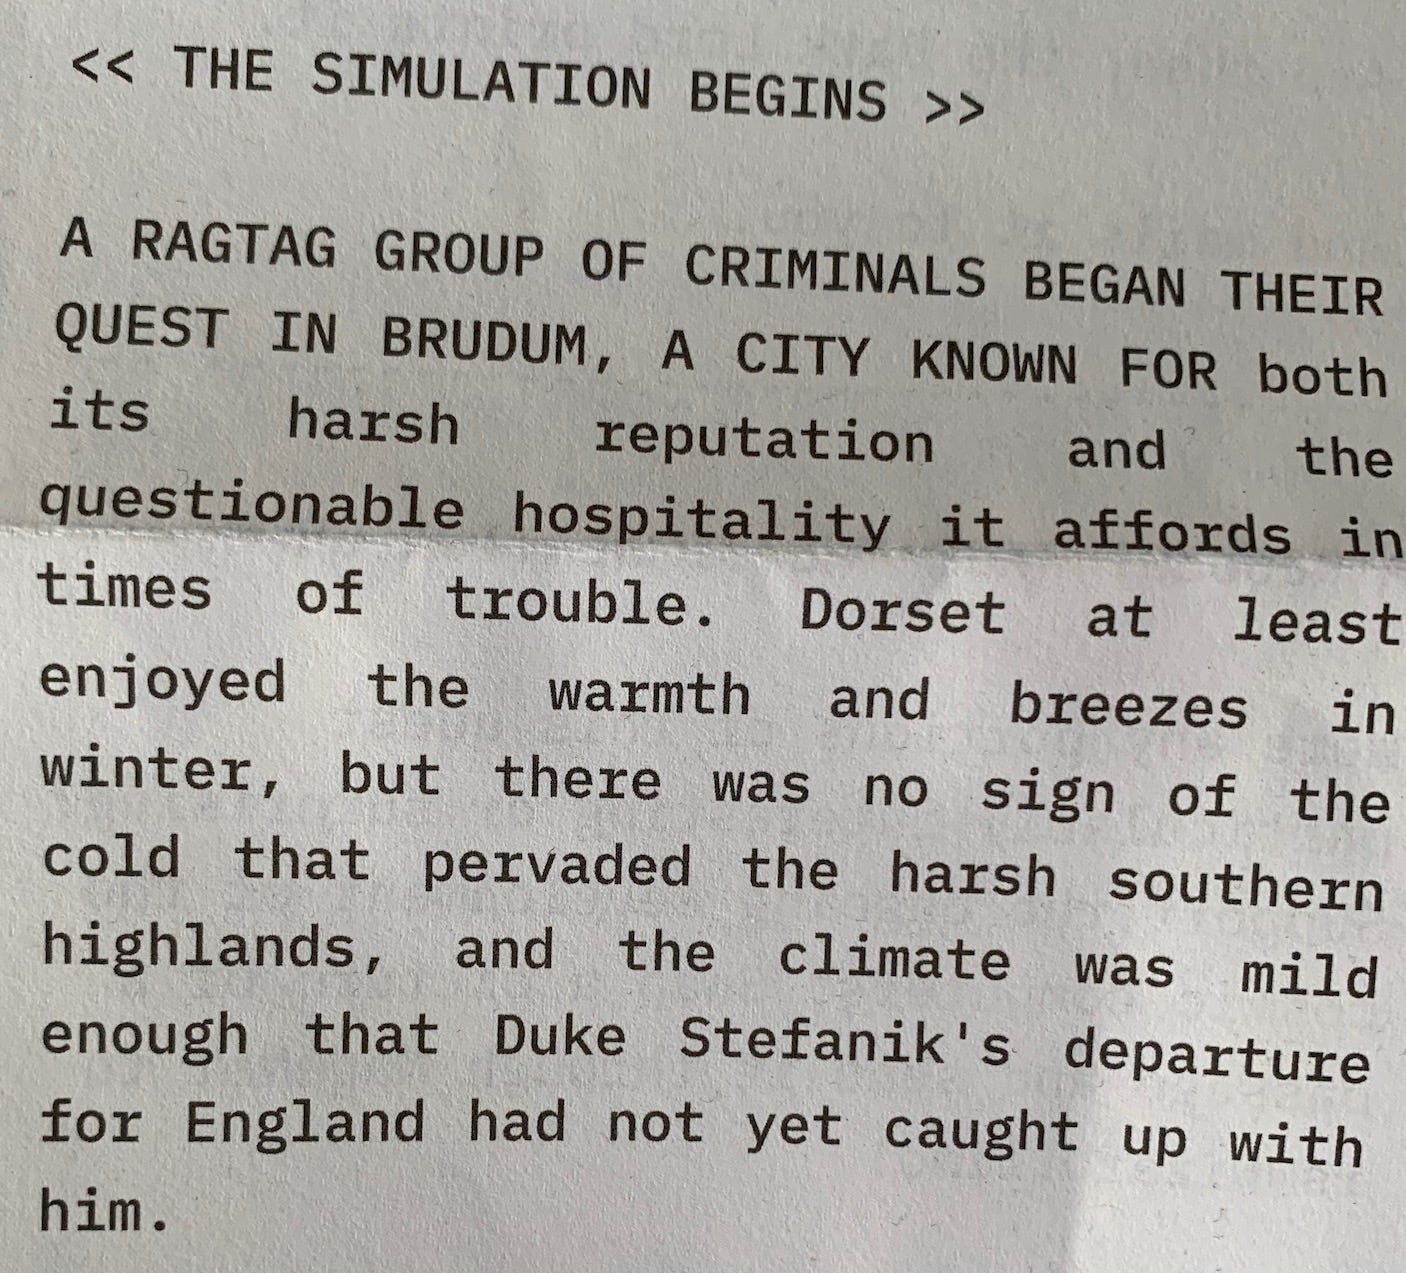 << THE SIMULATION BEGINS >>
A RAGTAG GROUP OF CRIMINALS BEGAN THEIR
QUEST IN BRUDUM, A CITY KNOWN FOR both
its harsh reputation and the
questionable hospitality it affords in
times of trouble. Dorset at least
enjoyed the warmth and breezes in
winter, but there was no sign of the
cold that pervaded the harsh southern
highlands, and the climate was mild
enough that Duke Stefanik's departure
for England had not yet caught up with
him.